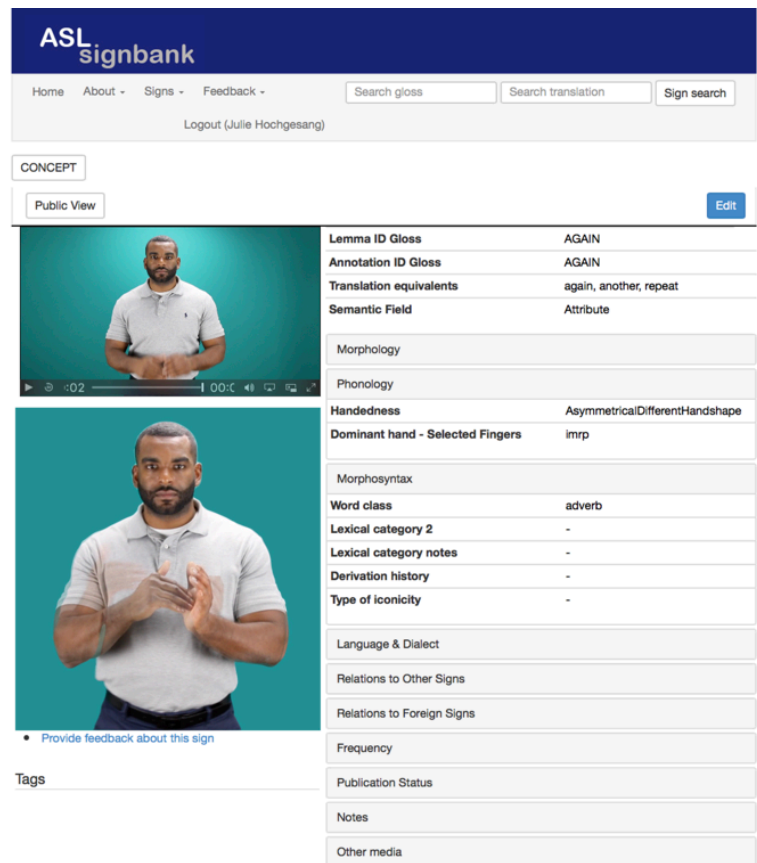 ASL
signbank
Home About Signs Feedback Search gloss Search translation Sign search
Logout (Julie Hochgesang)
CONCEPT
Public View Edit
Lemma ID Gloss AGAIN
Annotation ID Gloss AGAIN
Translation equivalents again, another, repeat
Semantic Field Attribute
Morphology
Phonology
:02 00:0
Handedness AsymmetricalDifferentHandshape
Dominant hand - Selected Fingers imrp
Morphosyntax
Word class adverb
Lexical category 2 -
Lexical category notes -
Derivation history -
Type of iconicity -
Language & Dialect
Relations to Other Signs
Relations to Foreign Signs
Provide feedback about this sign
Frequency
Tags
Publication Status
Notes
Other media